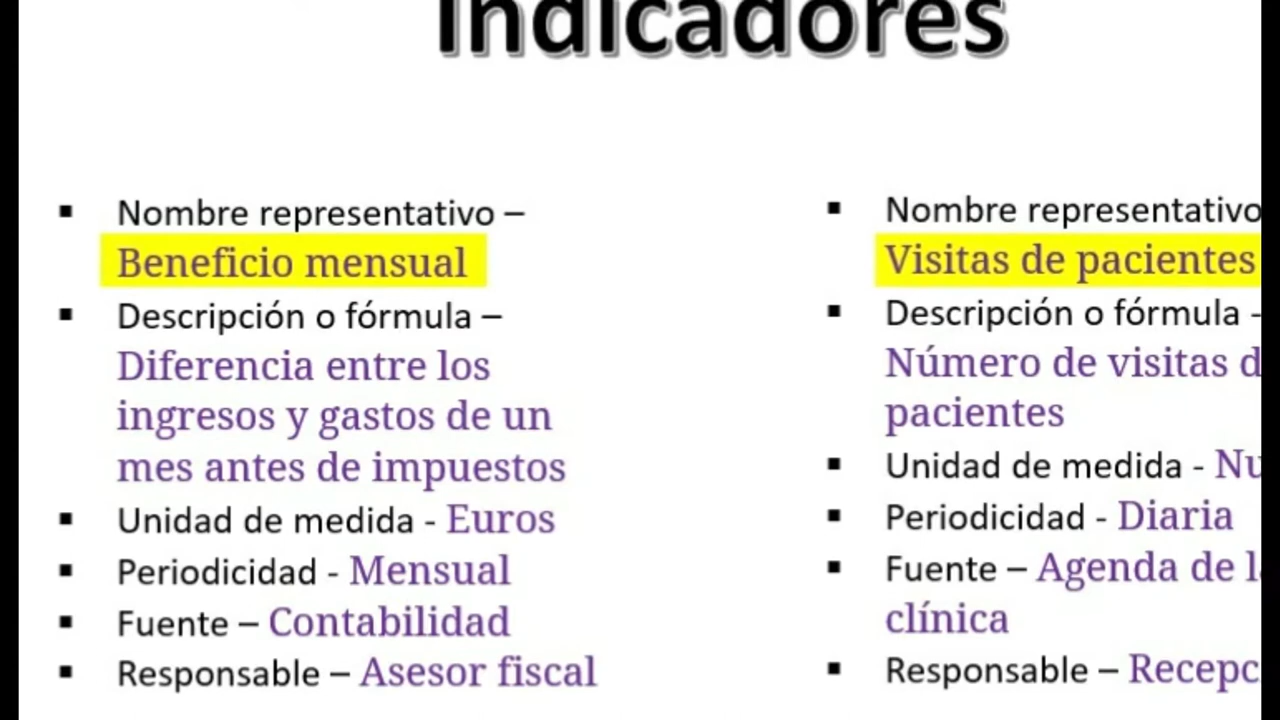 Indicadores
Nombre representativo –
Beneficio mensual
Descripción o fórmula –
Diferencia entre los
ingresos y gastos de un
mes antes de impuestos
Unidad de medida - Euros
Periodicidad - Mensual
Fuente – Contabilidad
Responsable – Asesor fiscal
Nombre representativo
Visitas de pacientes
Descripción o fórmula -
Número de visitas
pacientes
Unidad de medida -
Periodicidad - Diaria
Fuente – Agenda de
clínica
Responsable –